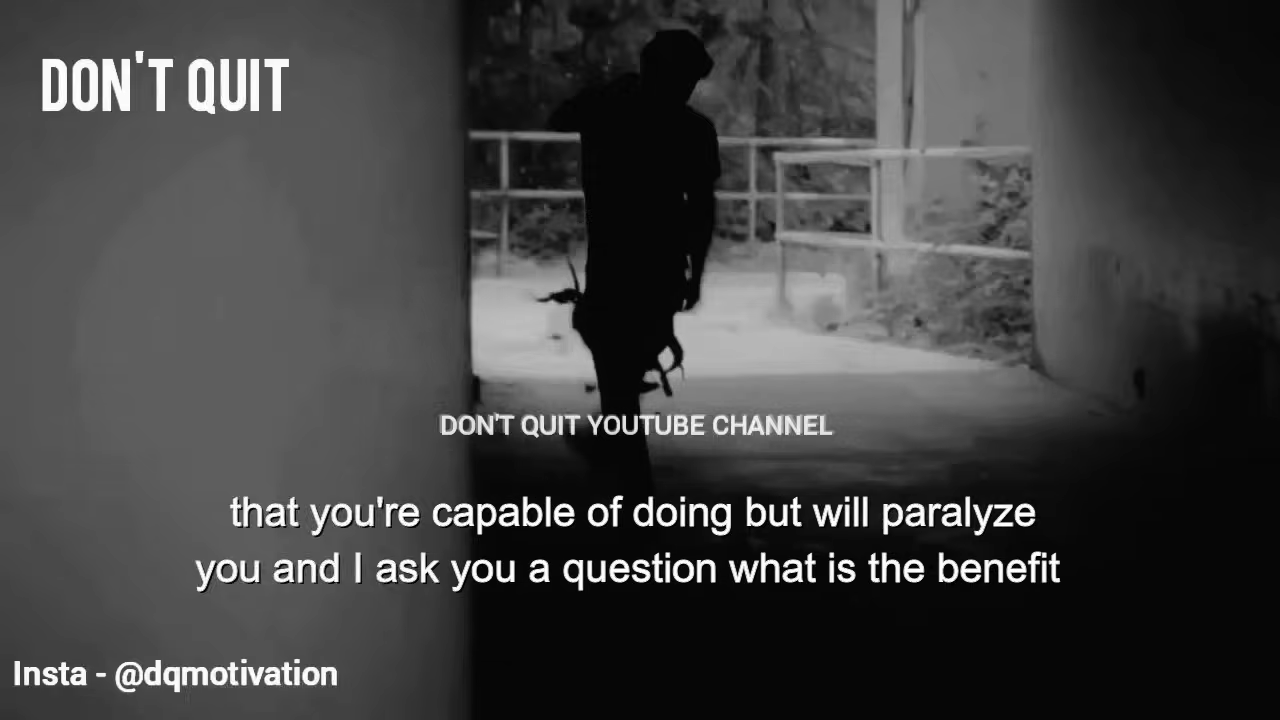 DON'T QUIT
DON'T QUIT YOUTUBE CHANNEL
that you're capable of doing but will paralyze
you and I ask you a question what is the benefit
Insta - @dqmotivation